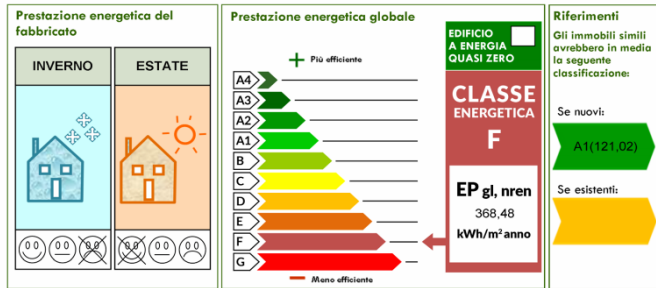 Prestazione energetica del
fabbricato
INVERNO
ESTATE
Prestazione energetica globale
Più efficiente
A4
A3
A2
A1
B
C
D
E
F
G
Meno efficiente
EDIFICIO
A ENERGIA
QUASI ZERO
CLASSE
ENERGETICA
F
EP gl, nren
368,48
kWh/m² anno
Riferimenti
Gli immobili simili
avrebbero in media
la seguente
classificazione:
Se nuovi:
A1(121,02)
Se esistenti: